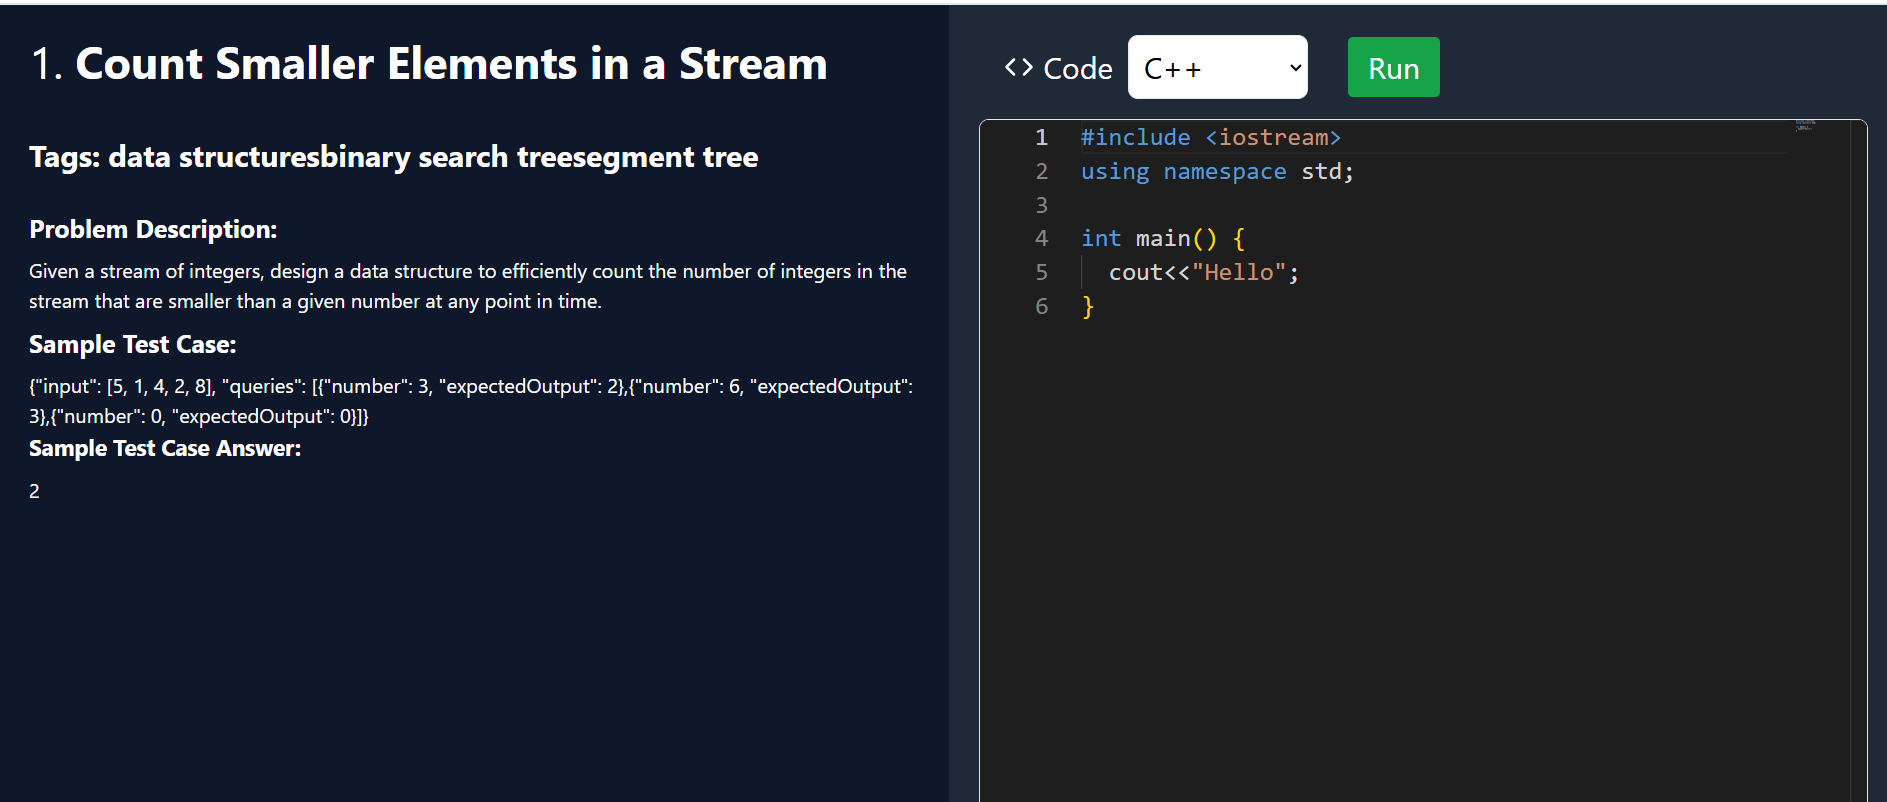 1. Count Smaller Elements in a Stream
Tags: data structuresbinary search treesegment tree
Problem Description:
Given a stream of integers, design a data structure to efficiently count the number of integers in the
stream that are smaller than a given number at any point in time.
Sample Test Case:
{"input": [5, 1, 4, 2, 8], "queries": [{"number": 3, "expectedOutput": 2},{"number": 6, "expectedOutput":
3},{"number": 0, "expectedOutput": 0}]}
Sample Test Case Answer:
2
<> Code C++ Run
1 #include <iostream>
2 using namespace std;
3
4 int main() {
5   cout<<"Hello";
6 }